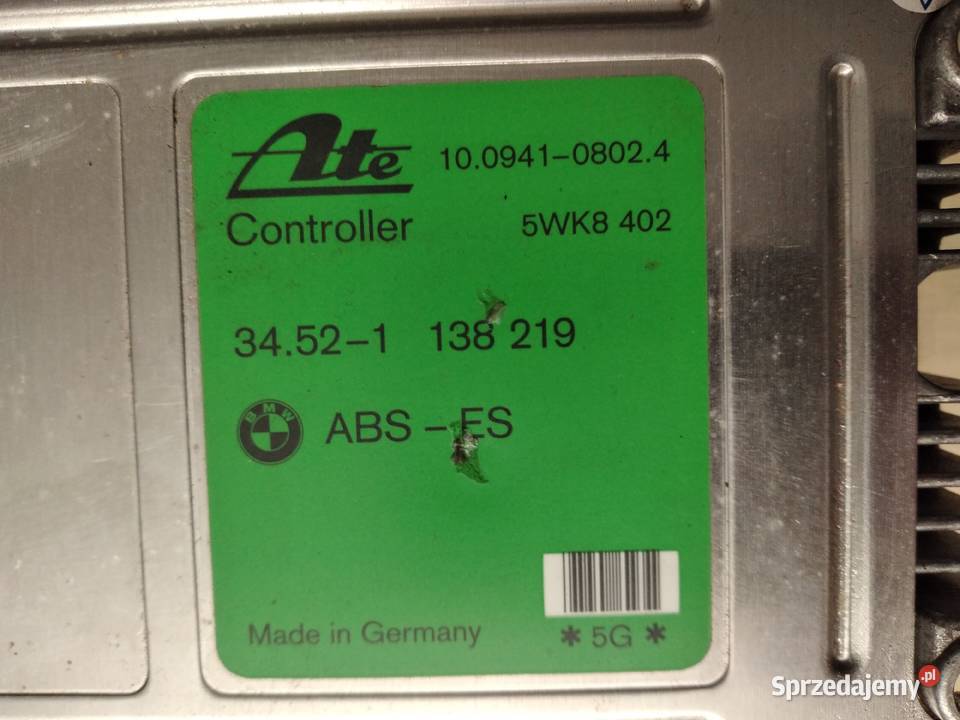 Ate 10.0941-0802.4
Controller 5WK8 402
34.52-1 138 219
BMW ABS-ES
Made in Germany * 5G *
Sprzedajemy.pl